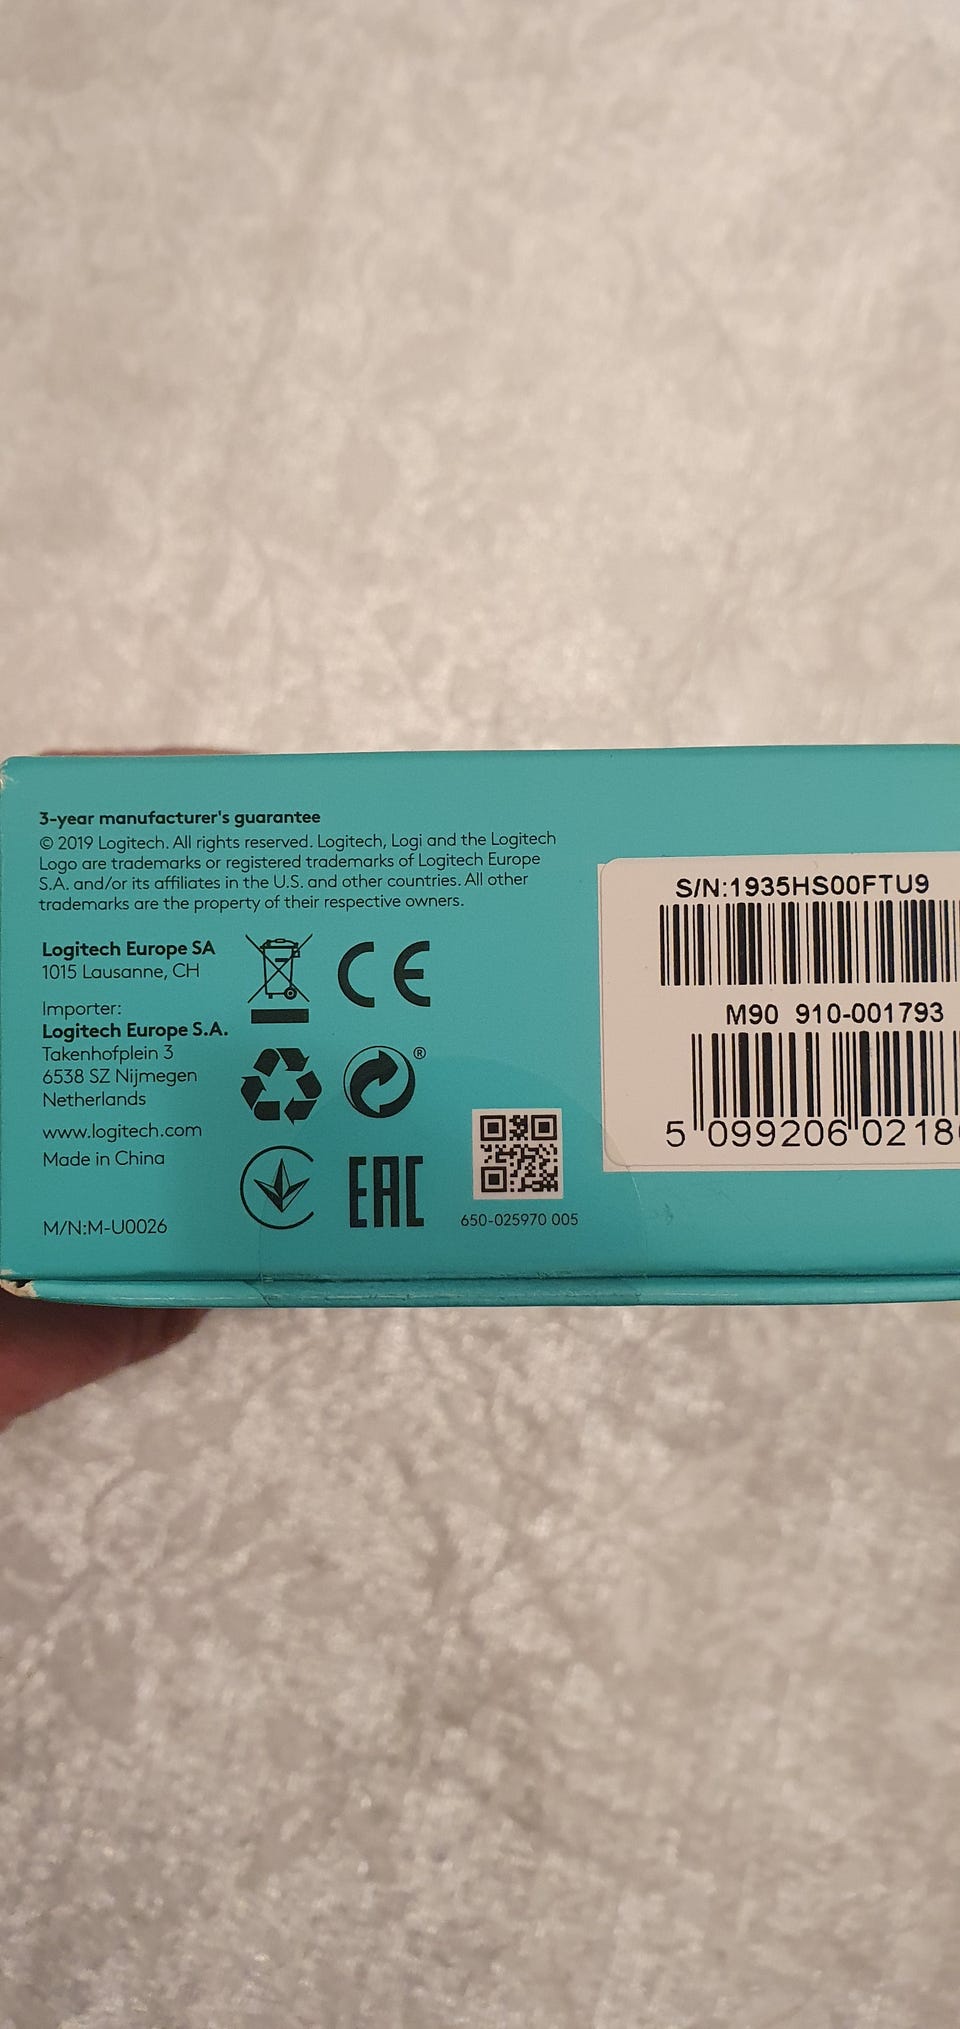 3-year manufacturer's guarantee
© 2019 Logitech. All rights reserved. Logitech, Logi and the Logitech
Logo are trademarks or registered trademarks of Logitech Europe
S.A. and/or its affiliates in the U.S. and other countries. All other
trademarks are the property of their respective owners.
Logitech Europe SA
1015 Lausanne, CH
Importer:
Logitech Europe S.A.
Takenhofplein 3
6538 SZ Nijmegen
Netherlands
www.logitech.com
Made in China
M/N:M-U0026
CE
®
EAC
650-025970 005
S/N:1935HS00FTU9
M90 910-001793
5 099206 0218